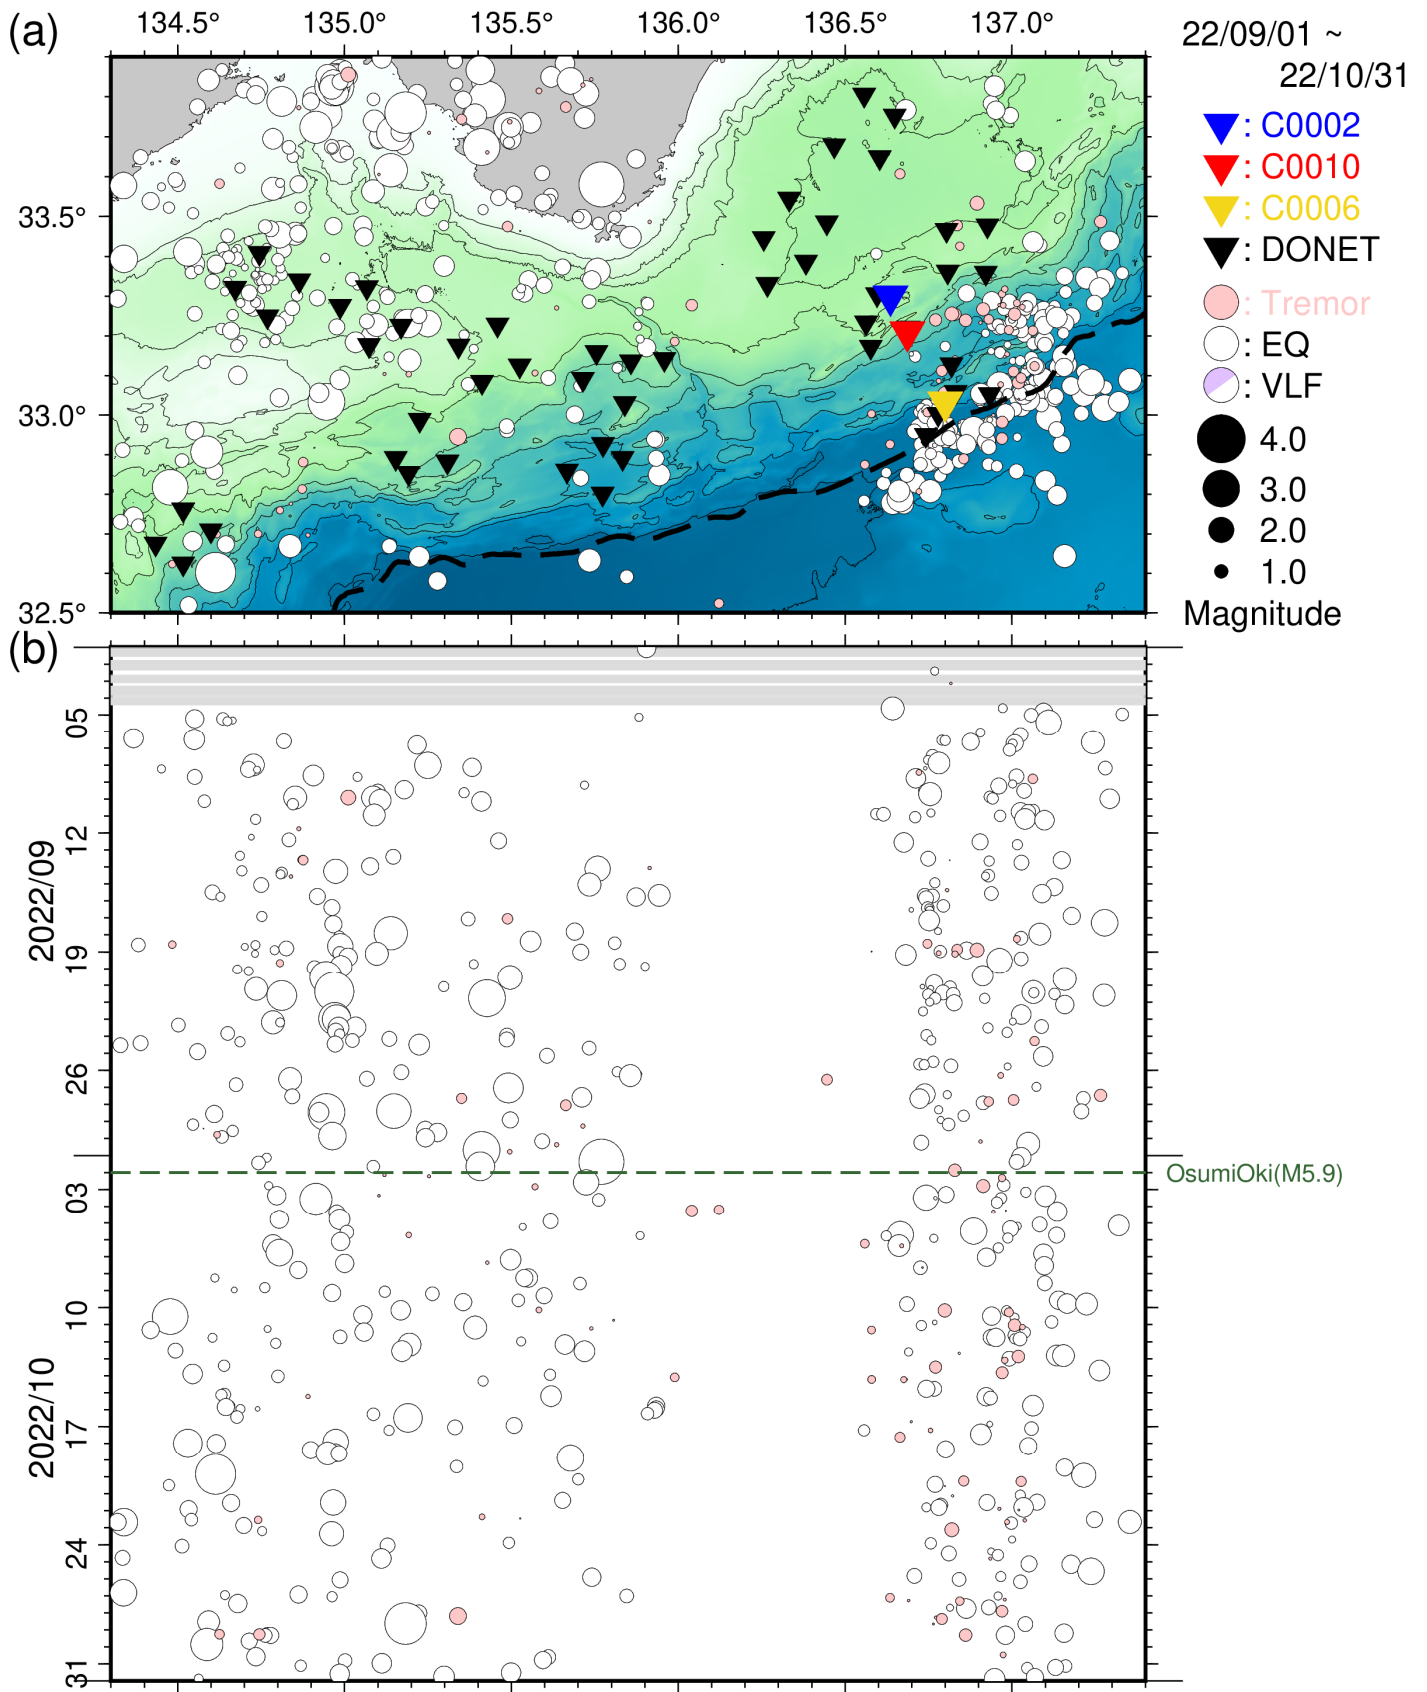 (a)
134.5° 135.0° 135.5° 136.0° 136.5° 137.0°
22/09/01 ~
22/10/31
: C0002
: C0010
: C0006
: DONET
: Tremor
: EQ
: VLF
4.0
3.0
2.0
1.0
Magnitude
33.5°
33.0°
32.5°
(b)
05
12
19
26
03
10
17
24
31
2022/09
2022/10
OsumiOki(M5.9)